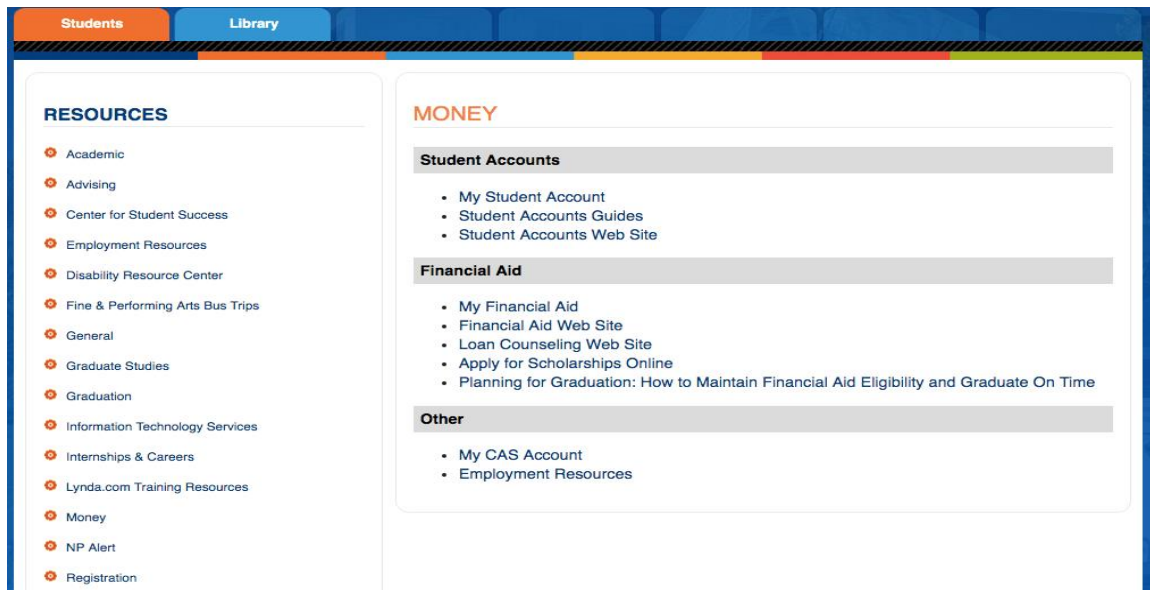 Students
Library
RESOURCES
Academic
Advising
Center for Student Success
Employment Resources
Disability Resource Center
Fine & Performing Arts Bus Trips
General
Graduate Studies
Graduation
Information Technology Services
Internships & Careers
Lynda.com Training Resources
Money
NP Alert
Registration
MONEY
Student Accounts
My Student Account
Student Accounts Guides
Student Accounts Web Site
Financial Aid
My Financial Aid
Financial Aid Web Site
Loan Counseling Web Site
Apply for Scholarships Online
Planning for Graduation: How to Maintain Financial Aid Eligibility and Graduate On Time
Other
My CAS Account
Employment Resources